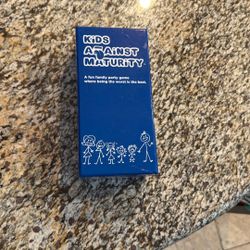 KiDS
AGAiNST
MATURiTY
A fun family party game
where being the worst is the best.